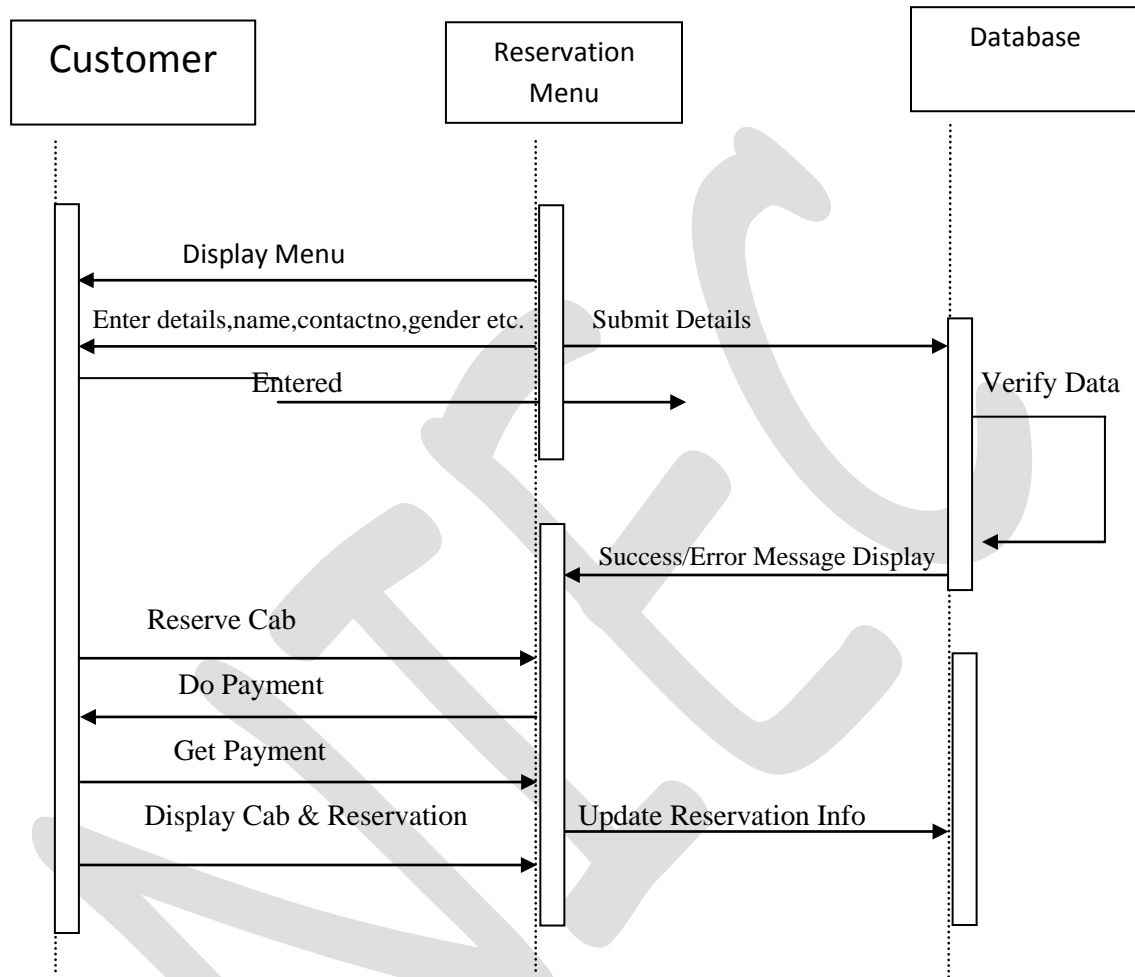 Customer
Reservation
Menu
Database
Display Menu
Enter details,name,contactno,gender etc.
Submit Details
Entered
Verify Data
Success/Error Message Display
Reserve Cab
Do Payment
Get Payment
Display Cab & Reservation
Update Reservation Info